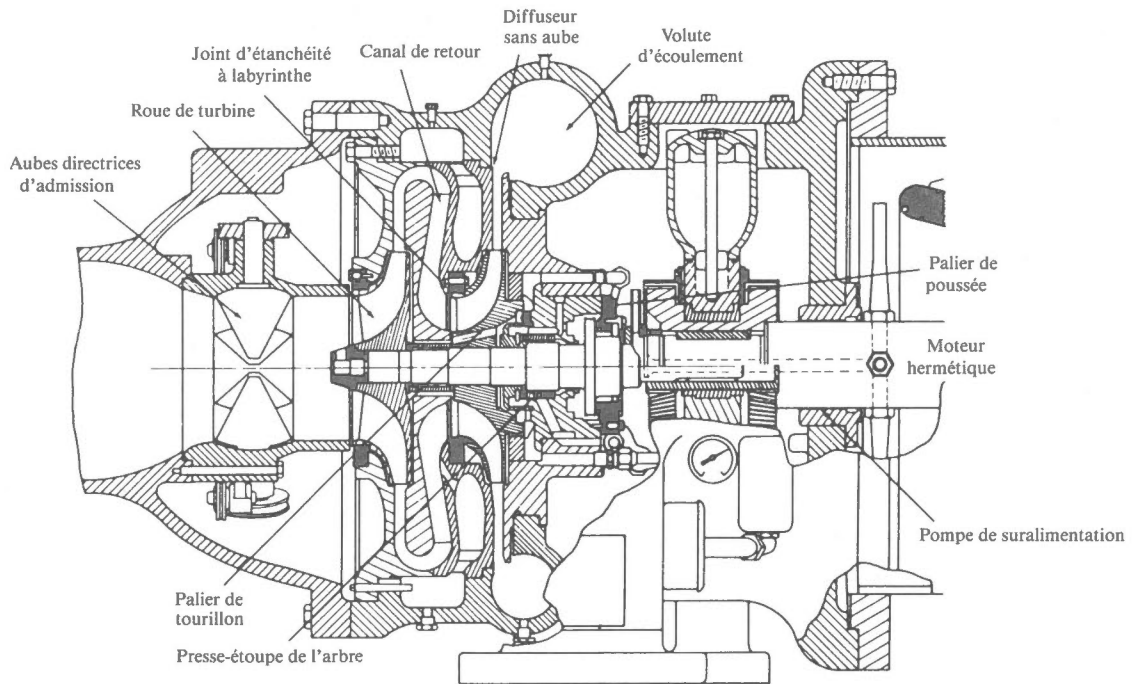 Diffuseur
sans aube
Volute
d'écoulement
Joint d'étanchéité
à labyrinthe
Canal de retour
Roue de turbine
Aubes directrices
d'admission
Palier de
poussée
Moteur
hermétique
Pompe de suralimentation
Palier de
tourillon
Presse-étoupe de l'arbre